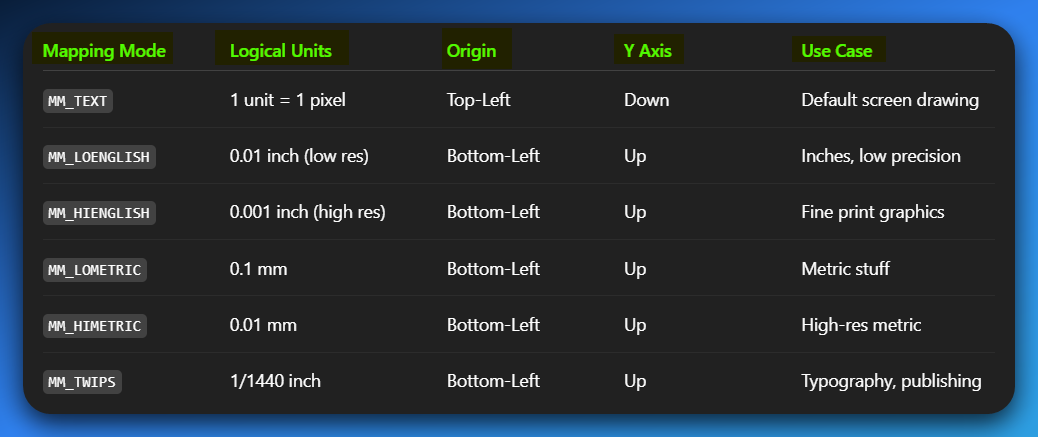 Mapping Mode Logical Units Origin Y Axis Use Case
MM_TEXT 1 unit = 1 pixel Top-Left Down Default screen drawing
MM_LOENGLISH 0.01 inch (low res) Bottom-Left Up Inches, low precision
MM_HIENGLISH 0.001 inch (high res) Bottom-Left Up Fine print graphics
MM_LOMETRIC 0.1 mm Bottom-Left Up Metric stuff
MM_HIMETRIC 0.01 mm Bottom-Left Up High-res metric
MM_TWIPS 1/1440 inch Bottom-Left Up Typography, publishing